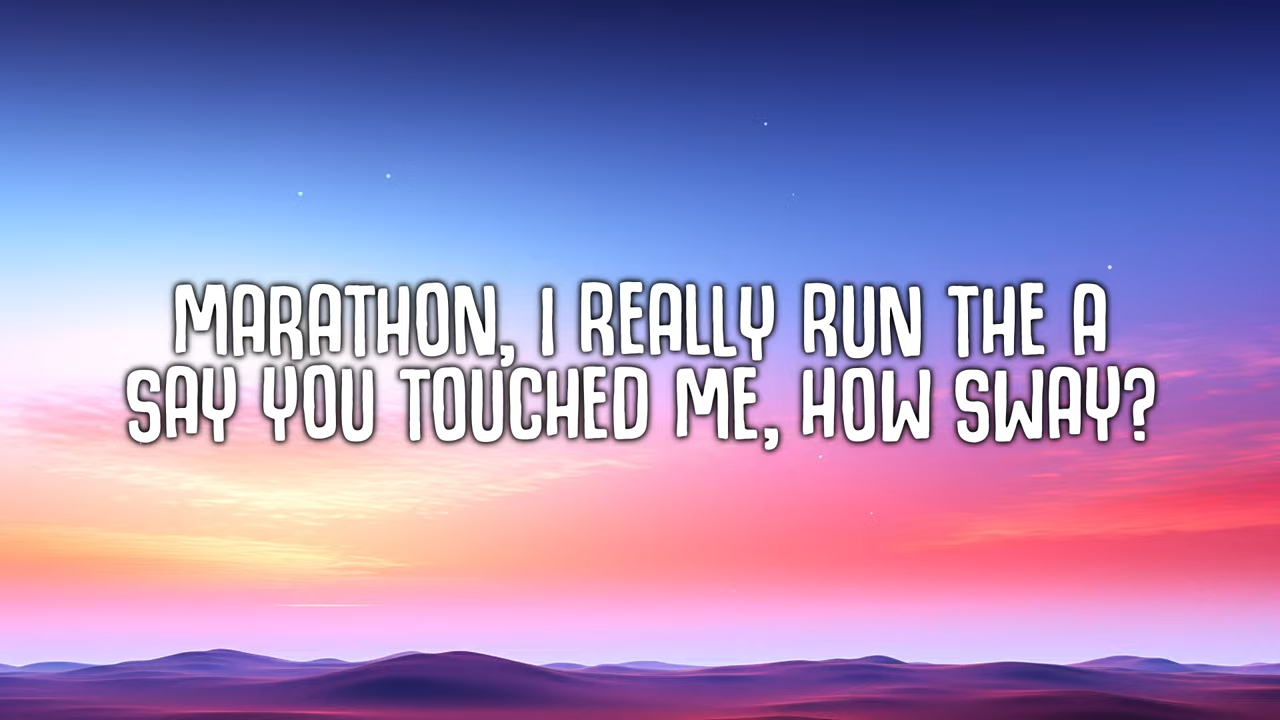 MARATHON, I REALLY RUN THE A
SAY YOU TOUCHED ME, HOW SWAY?